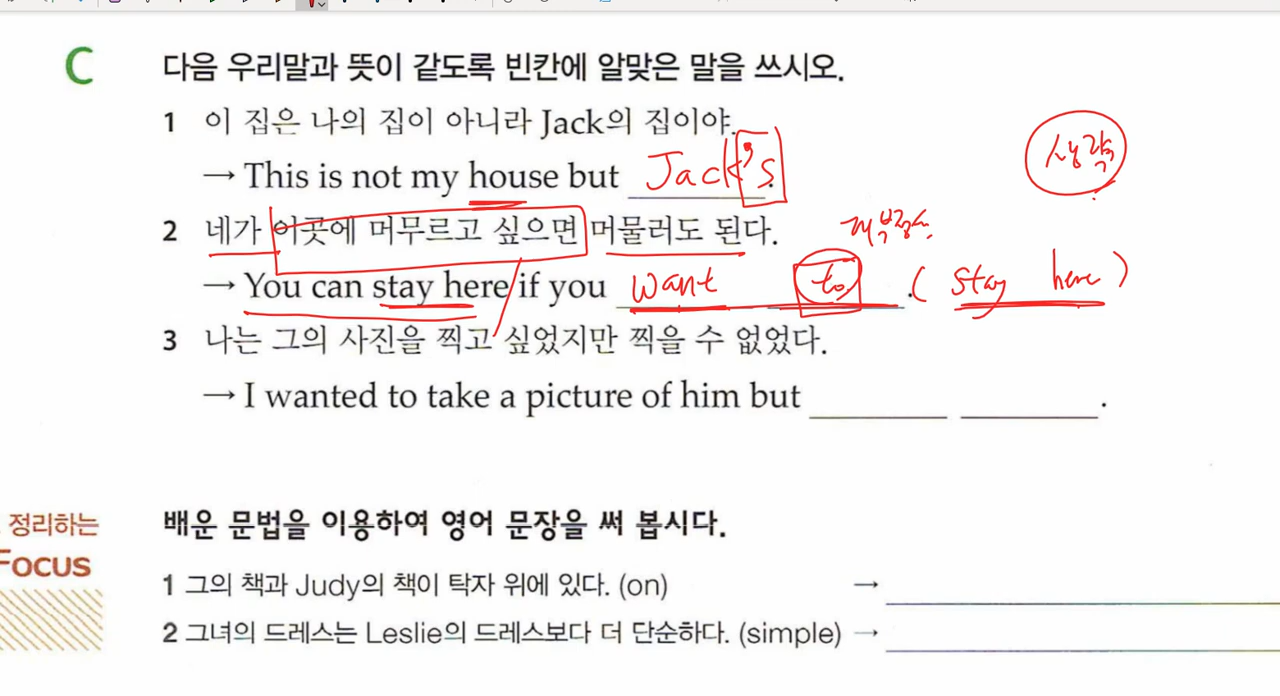 C 다음 우리말과 뜻이 같도록 빈칸에 알맞은 말을 쓰시오.
1 이 집은 나의 집이 아니라 Jack의 집이야.
생략
→ This is not my house but Jack's.
2 네가 이곳에 머무르고 싶으면 머물러도 된다.
→ You can stay here if you want to. (stay here)
3 나는 그의 사진을 찍고 싶었지만 찍을 수 없었다.
→ I wanted to take a picture of him but ________ ________.
정리하는 배운 문법을 이용하여 영어 문장을 써 봅시다.
FOCUS
1 그의 책과 Judy의 책이 탁자 위에 있다. (on) →
2 그녀의 드레스는 Leslie의 드레스보다 더 단순하다. (simple) →